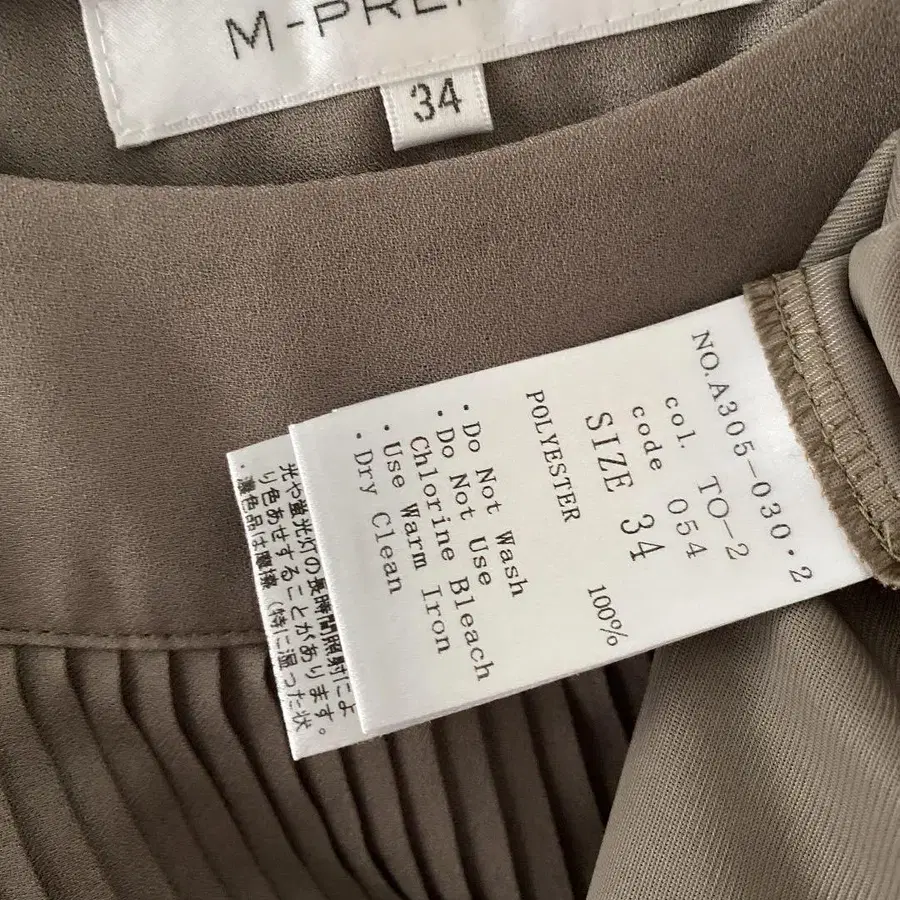 M-PRE
34
NO.A305-030・2
col. TO-2
code 054
SIZE 34
POLYESTER 100%
・Do Not Wash
・Do Not Use
Chlorine Bleach
・Use Warm Iron
・Dry Clean
光や蛍光灯の長時間照射によ
り色あせすることがあります。
・濃色品は摩擦(特に湿った状